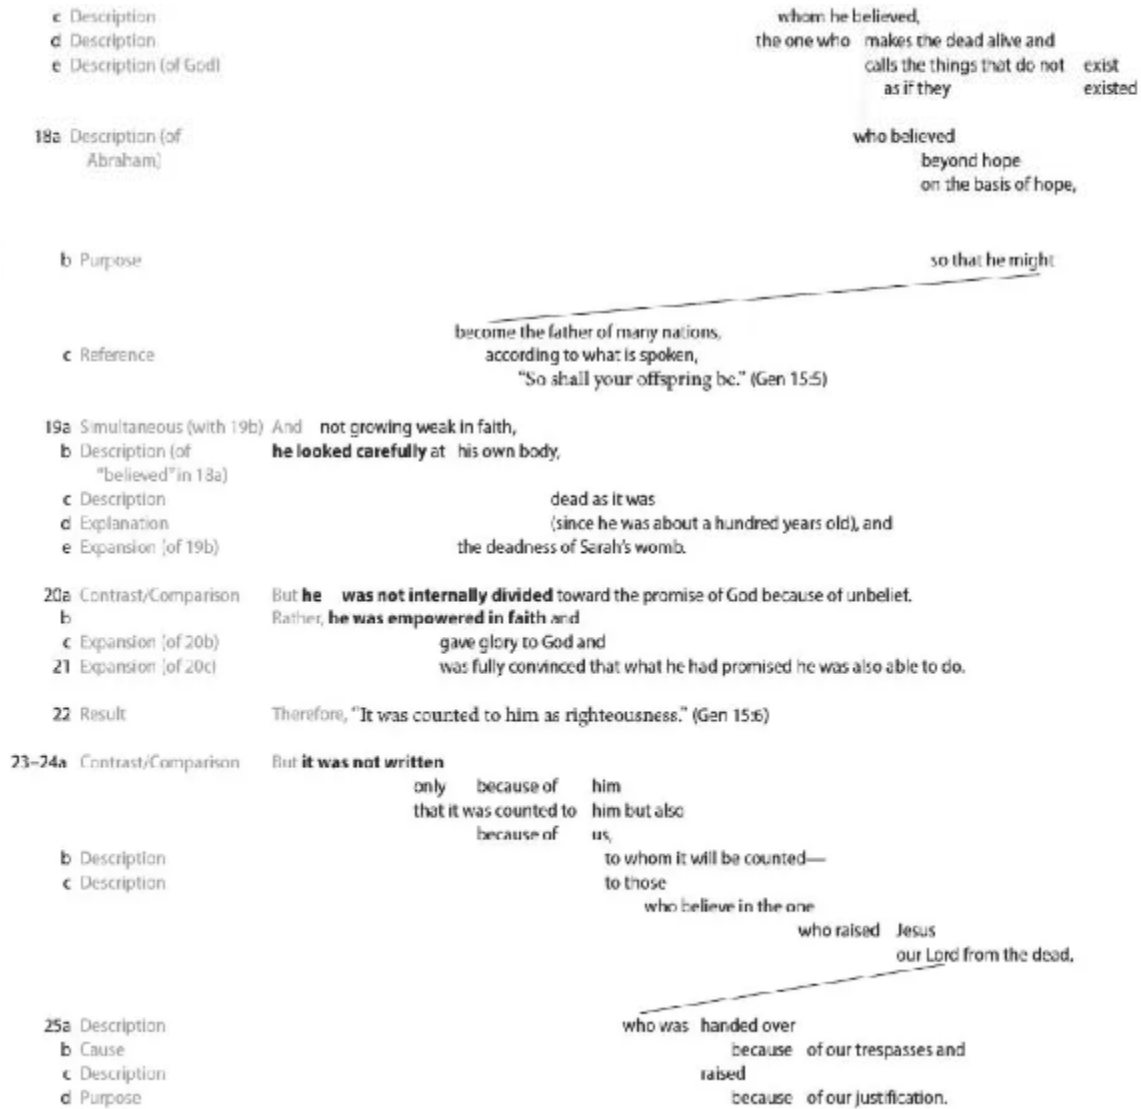 c Description whom he believed,
d Description the one who makes the dead alive and
e Description (of God) calls the things that do not exist
as if they existed
18a Description (of who believed
Abraham) beyond hope
on the basis of hope,
b Purpose so that he might
become the father of many nations,
c Reference according to what is spoken,
"So shall your offspring be." (Gen 15:5)
19a Simultaneous (with 19b) And not growing weak in faith,
b Description (of he looked carefully at his own body,
"believed" in 18a)
c Description dead as it was
d Explanation (since he was about a hundred years old), and
e Expansion (of 19b) the deadness of Sarah's womb.
20a Contrast/Comparison But he was not internally divided toward the promise of God because of unbelief.
b Rather, he was empowered in faith and
c Expansion (of 20b) gave glory to God and
21 Expansion (of 20c) was fully convinced that what he had promised he was also able to do.
22 Result Therefore, "It was counted to him as righteousness." (Gen 15:6)
23–24a Contrast/Comparison But it was not written
only because of him
that it was counted to him but also
because of us,
b Description to whom it will be counted—
c Description to those
who believe in the one
who raised Jesus
our Lord from the dead,
25a Description who was handed over
b Cause because of our trespasses and
c Description raised
d Purpose because of our justification.